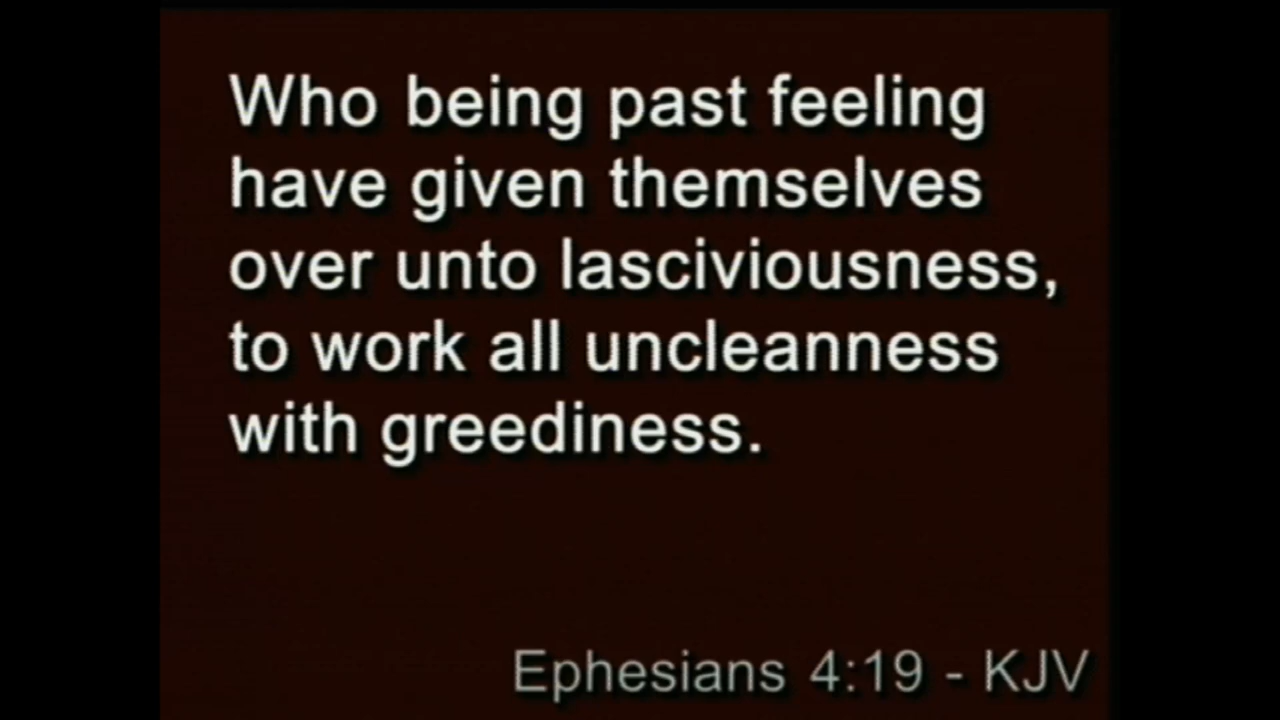 Who being past feeling
have given themselves
over unto lasciviousness,
to work all uncleanness
with greediness.
Ephesians 4:19 - KJV